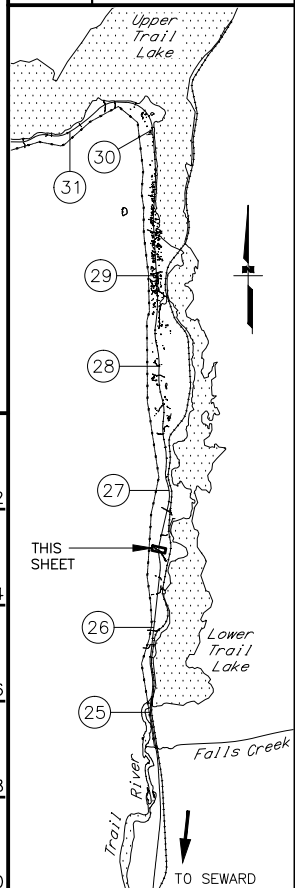 Upper
Trail
Lake
30
31
29
28
27
THIS
SHEET
26
Lower
Trail
Lake
25
Falls Creek
Trail River
TO SEWARD